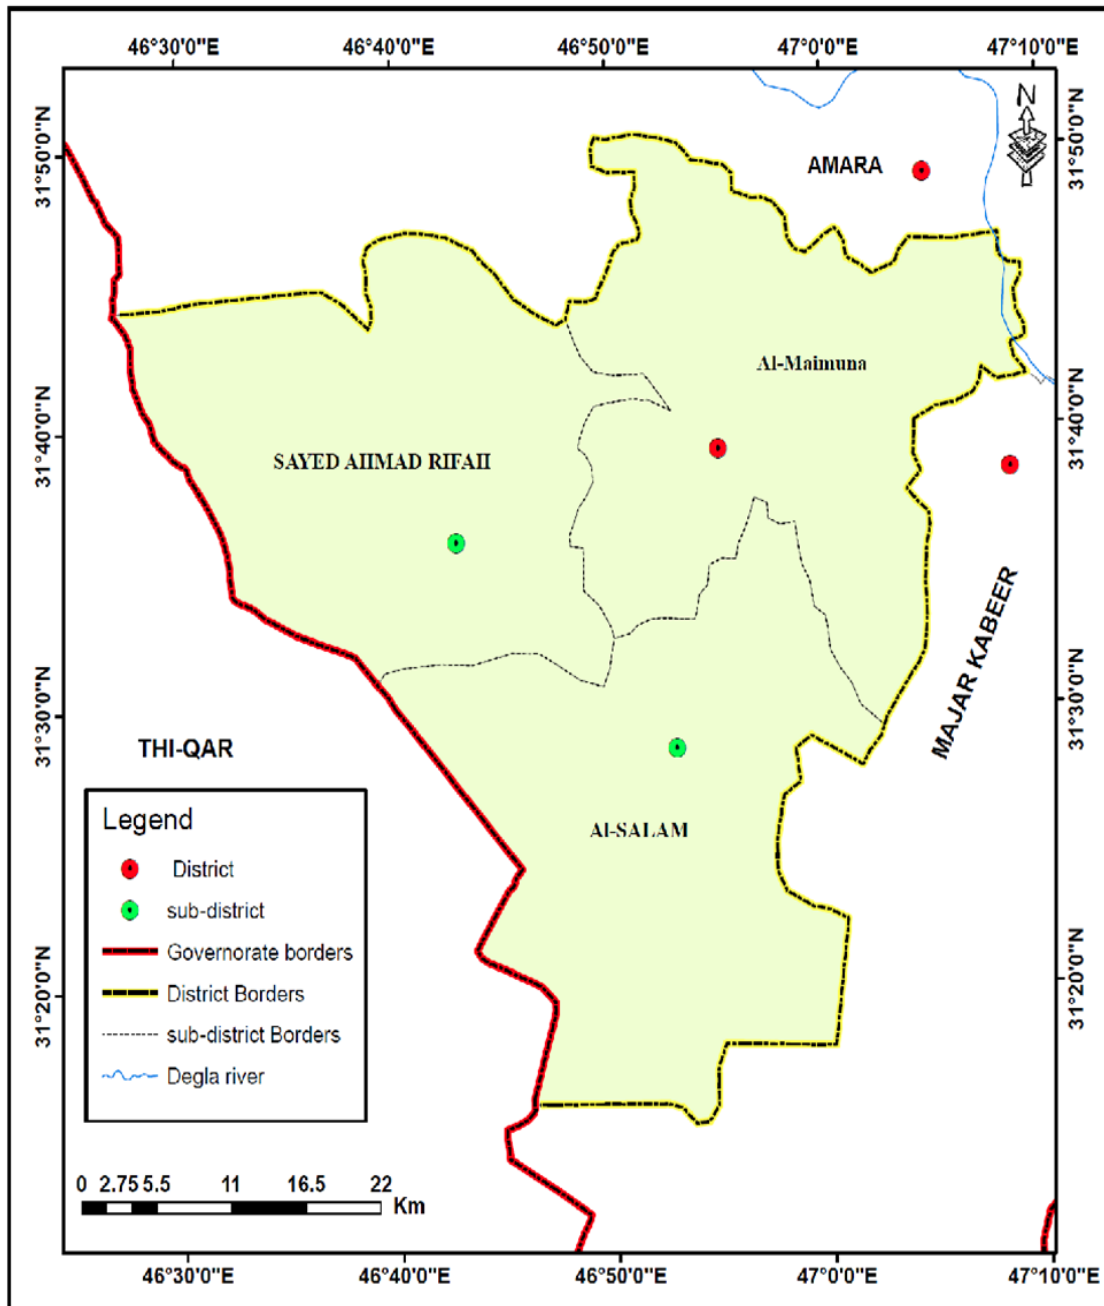 46°30'0"E 46°40'0"E 46°50'0"E 47°0'0"E 47°10'0"E
N
31°50'0"N
31°50'0"N
AMARA
Al-Maimuna
31°40'0"N
31°40'0"N
SAYED AHMAD RIFAII
MAJAR KABEER
31°30'0"N
31°30'0"N
THI-QAR
Al-SALAM
Legend
District
sub-district
Governorate borders
District Borders
sub-district Borders
Degla river
31°20'0"N
31°20'0"N
0 2.75 5.5 11 16.5 22
Km
46°30'0"E 46°40'0"E 46°50'0"E 47°0'0"E 47°10'0"E